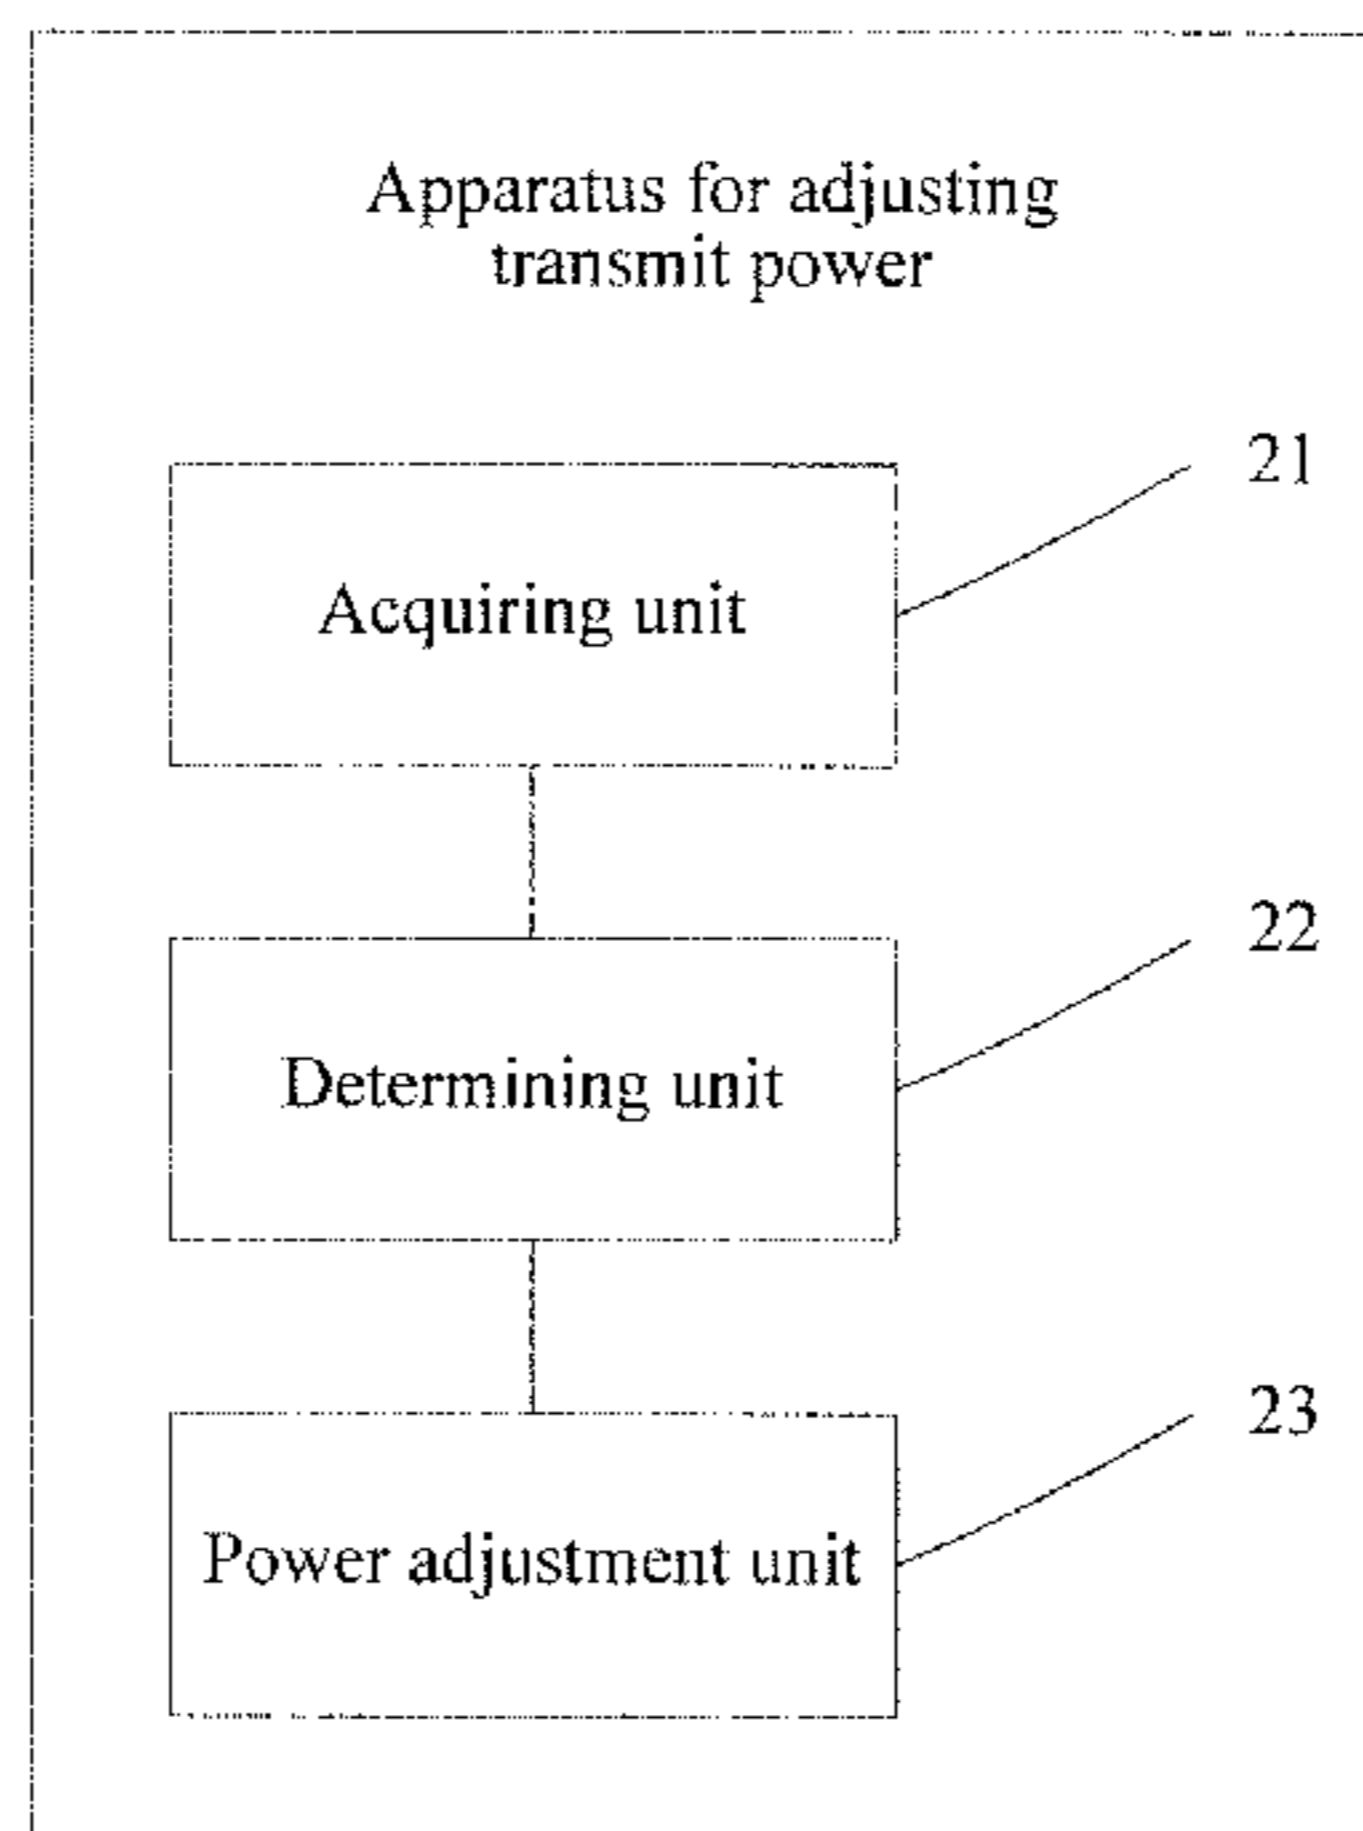 Apparatus for adjusting
transmit power
21
Acquiring unit
22
Determining unit
23
Power adjustment unit